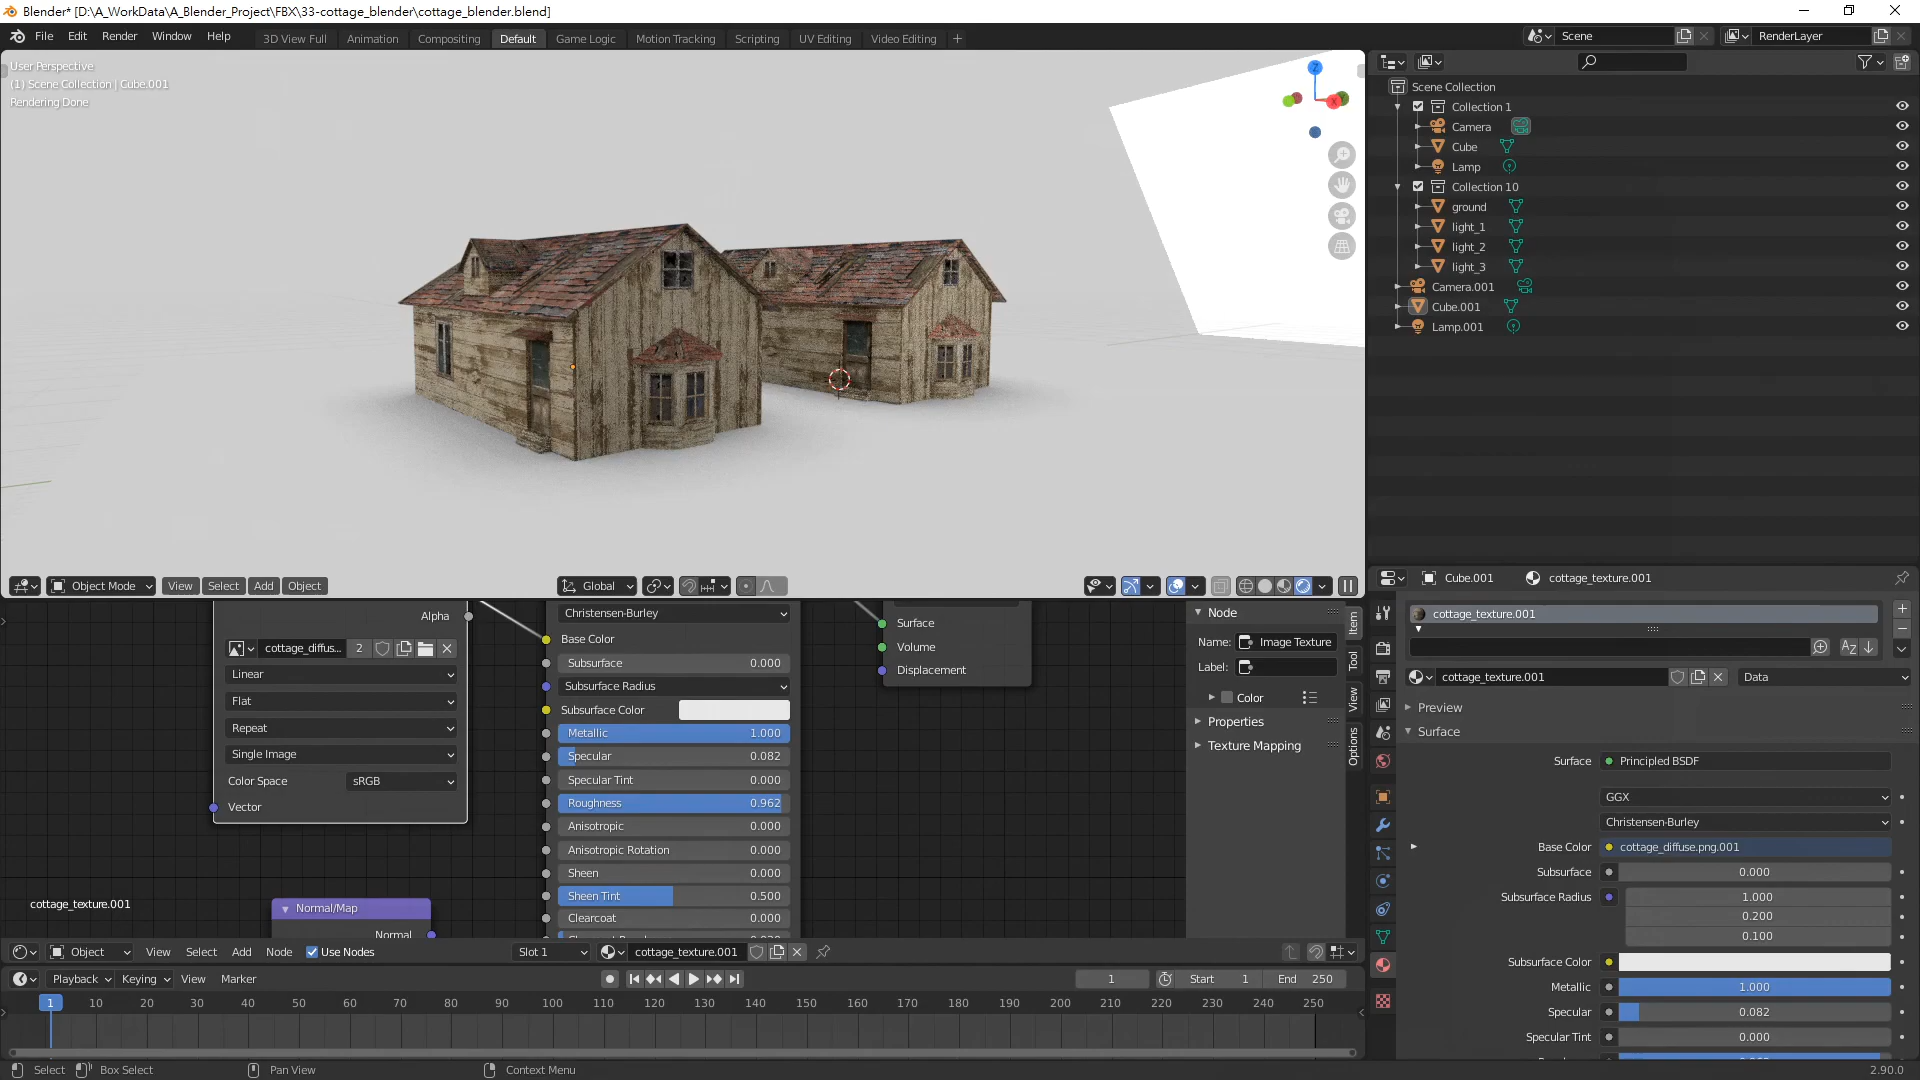 Blender* [D:\A_WorkData\A_Blender_Project\FBX\33-cottage_blender\cottage_blender.blend]
File Edit Render Window Help 3D View Full Animation Compositing Default Game Logic Motion Tracking Scripting UV Editing Video Editing + Scene RenderLayer
User Perspective
(1) Scene Collection | Cube.001
Rendering Done
Z
X
Y
Object Mode View Select Add Object Global
Scene Collection
Collection 1
Camera
Cube
Lamp
Collection 10
ground
light_1
light_2
light_3
Camera.001
Cube.001
Lamp.001
Alpha
cottage_diffus... 2
Linear
Flat
Repeat
Single Image
Color Space sRGB
Vector
cottage_texture.001
Normal/Map
Normal
Christensen-Burley
Base Color
Subsurface 0.000
Subsurface Radius
Subsurface Color
Metallic 1.000
Specular 0.082
Specular Tint 0.000
Roughness 0.962
Anisotropic 0.000
Anisotropic Rotation 0.000
Sheen 0.000
Sheen Tint 0.500
Clearcoat 0.000
Surface
Volume
Displacement
Node
Name: Image Texture
Label:
Color
Properties
Texture Mapping
Item
Tool
View
Options
Object View Select Add Node Use Nodes Slot 1 cottage_texture.001
Playback Keying View Marker 1 Start 1 End 250
1 10 20 30 40 50 60 70 80 90 100 110 120 130 140 150 160 170 180 190 200 210 220 230 240 250
Cube.001 cottage_texture.001
cottage_texture.001
cottage_texture.001 Data
Preview
Surface
Surface Principled BSDF
GGX
Christensen-Burley
Base Color cottage_diffuse.png.001
Subsurface 0.000
Subsurface Radius 1.000
0.200
0.100
Subsurface Color
Metallic 1.000
Specular 0.082
Specular Tint 0.000
Select Box Select Pan View Context Menu 2.90.0